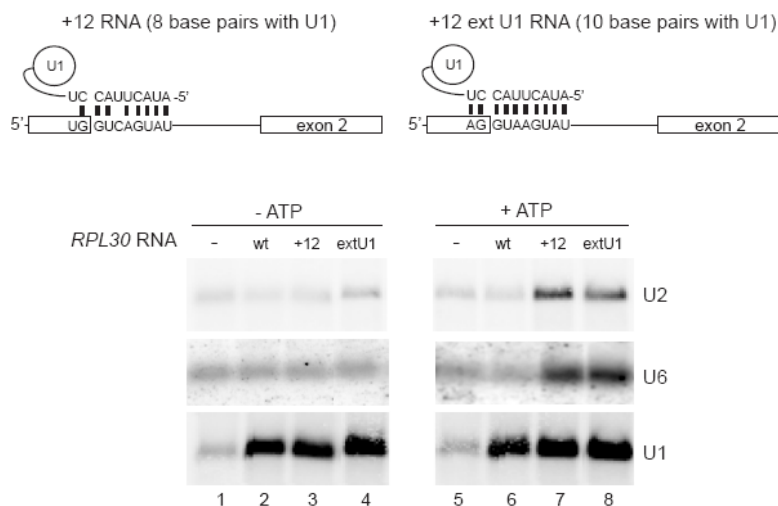 +12 RNA (8 base pairs with U1)
+12 ext U1 RNA (10 base pairs with U1)
U1
UC CAUUCAUA -5'
5'- UG GUCAGUAU exon 2
U1
UC CAUUCAUA-5'
5'- AG GUAAGUAU exon 2
- ATP
+ ATP
RPL30 RNA - wt +12 extU1 - wt +12 extU1
U2
U6
U1
1 2 3 4 5 6 7 8